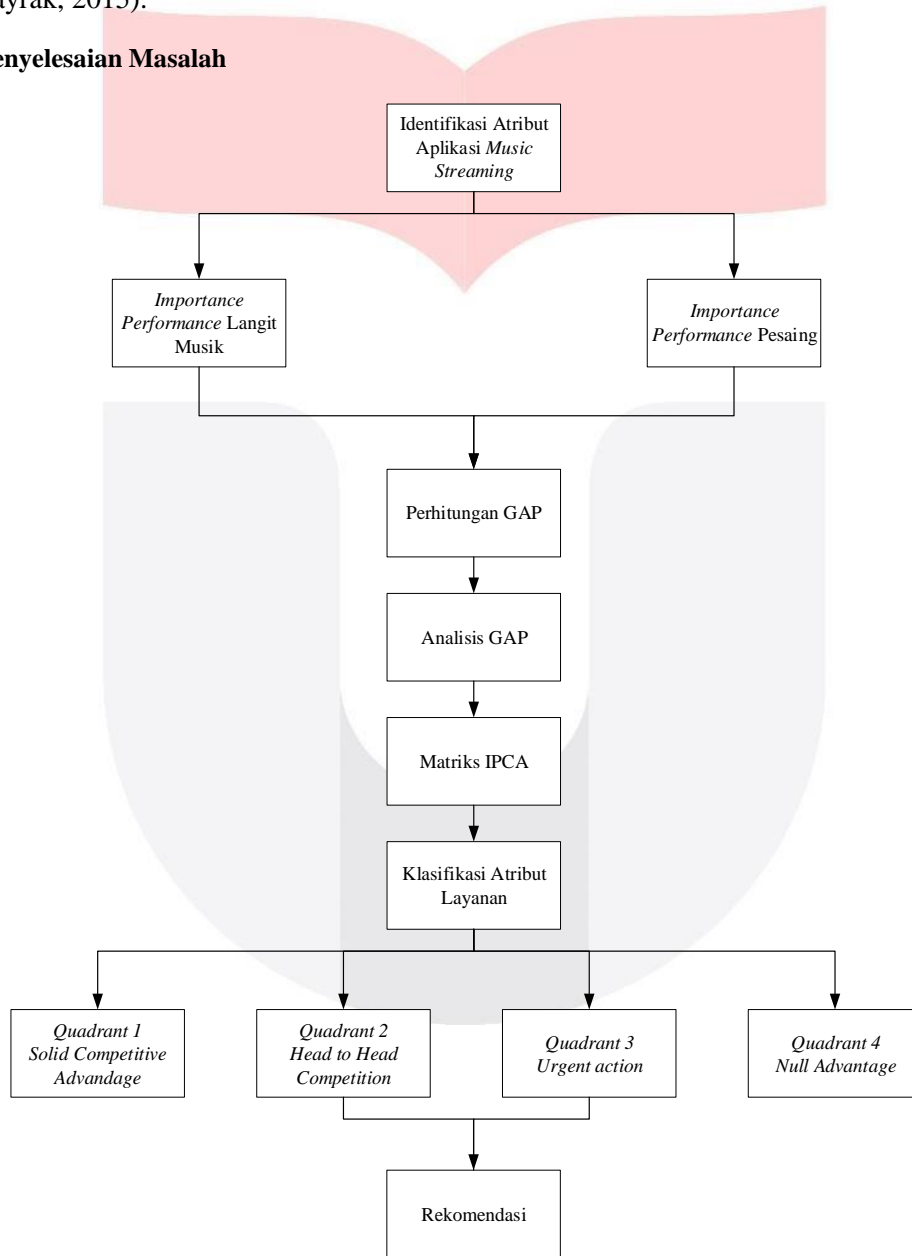 2015).
Penyelesaian Masalah
Identifikasi Atribut
Aplikasi Music
Streaming
Importance
Performance Langit
Musik
Importance
Performance Pesaing
Perhitungan GAP
Analisis GAP
Matriks IPCA
Klasifikasi Atribut
Layanan
Quadrant 1
Solid Competitive
Advandage
Quadrant 2
Head to Head
Competition
Quadrant 3
Urgent action
Quadrant 4
Null Advantage
Rekomendasi